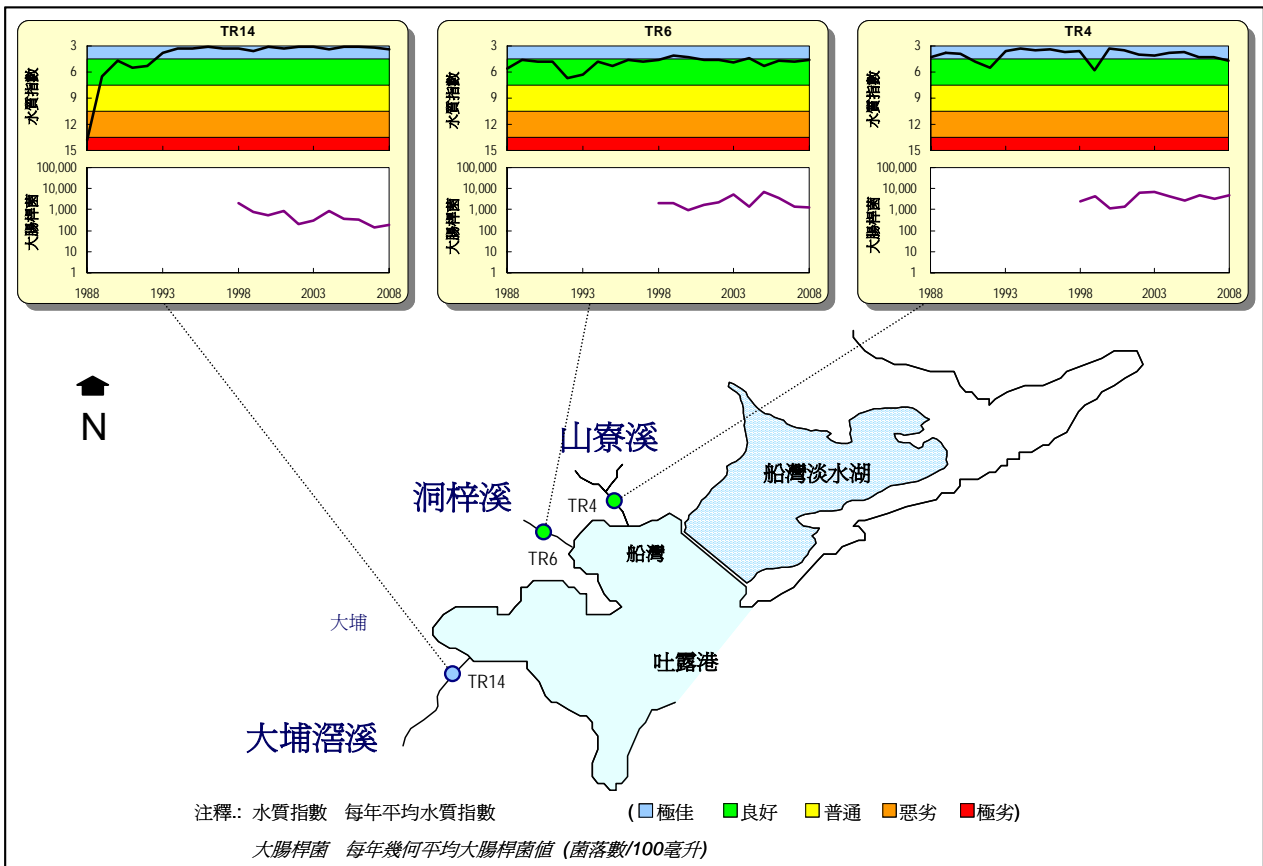 TR14
水質指數
3
6
9
12
15
大腸桿菌
100,000
10,000
1,000
100
10
1
1988 1993 1998 2003 2008
TR6
水質指數
3
6
9
12
15
大腸桿菌
100,000
10,000
1,000
100
10
1
1988 1993 1998 2003 2008
TR4
水質指數
3
6
9
12
15
大腸桿菌
100,000
10,000
1,000
100
10
1
1988 1993 1998 2003 2008
N
山寮溪
船灣淡水湖
洞梓溪
TR4
船灣
TR6
大埔
吐露港
TR14
大埔滘溪
注釋.: 水質指數 每年平均水質指數 ( 極佳 良好 普通 惡劣 極劣)
大腸桿菌 每年幾何平均大腸桿菌值 (菌落數/100毫升)